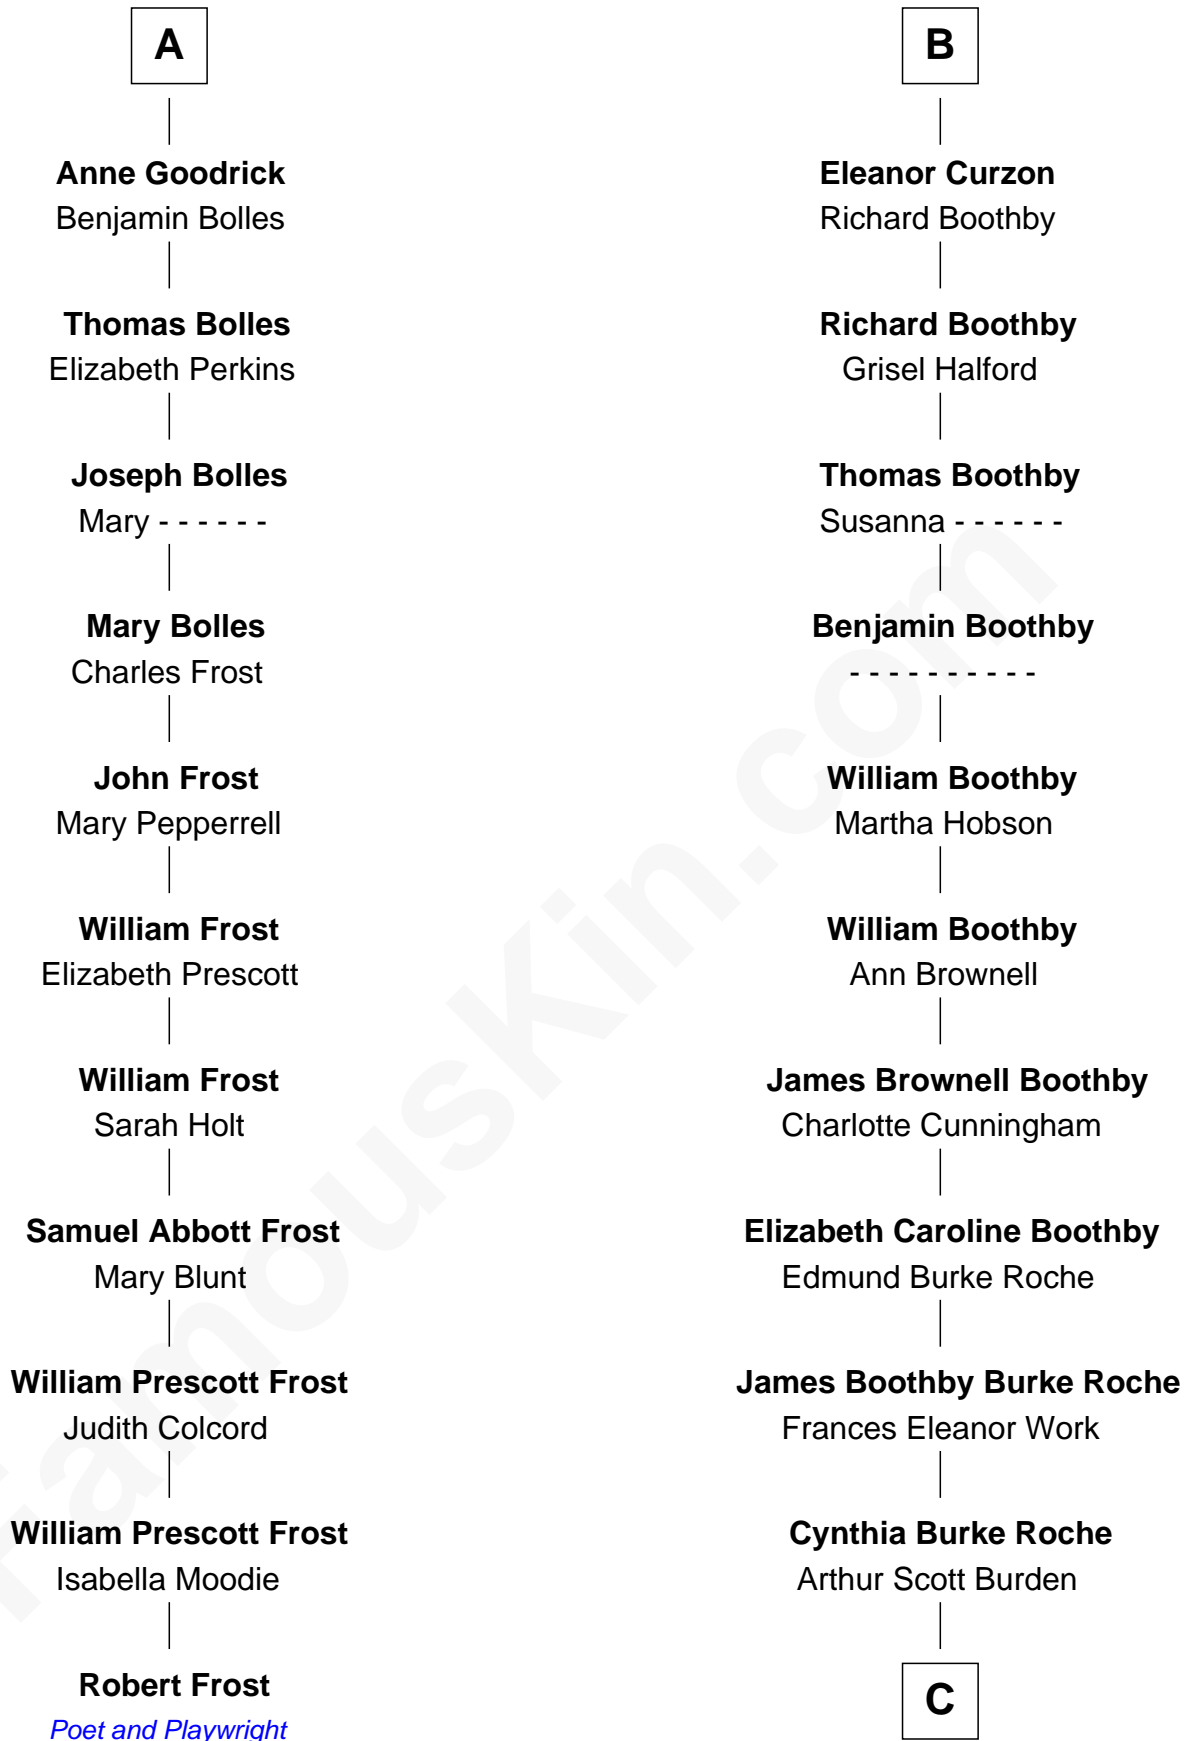 A
Anne Goodrick
Benjamin Bolles
Thomas Bolles
Elizabeth Perkins
Joseph Bolles
Mary - - - - - -
Mary Bolles
Charles Frost
John Frost
Mary Pepperrell
William Frost
Elizabeth Prescott
William Frost
Sarah Holt
Samuel Abbott Frost
Mary Blunt
William Prescott Frost
Judith Colcord
William Prescott Frost
Isabella Moodie
Robert Frost
Poet and Playwright
B
Eleanor Curzon
Richard Boothby
Richard Boothby
Grisel Halford
Thomas Boothby
Susanna - - - - - -
Benjamin Boothby
- - - - - - - - - -
William Boothby
Martha Hobson
William Boothby
Ann Brownell
James Brownell Boothby
Charlotte Cunningham
Elizabeth Caroline Boothby
Edmund Burke Roche
James Boothby Burke Roche
Frances Eleanor Work
Cynthia Burke Roche
Arthur Scott Burden
C
FamousKin.com